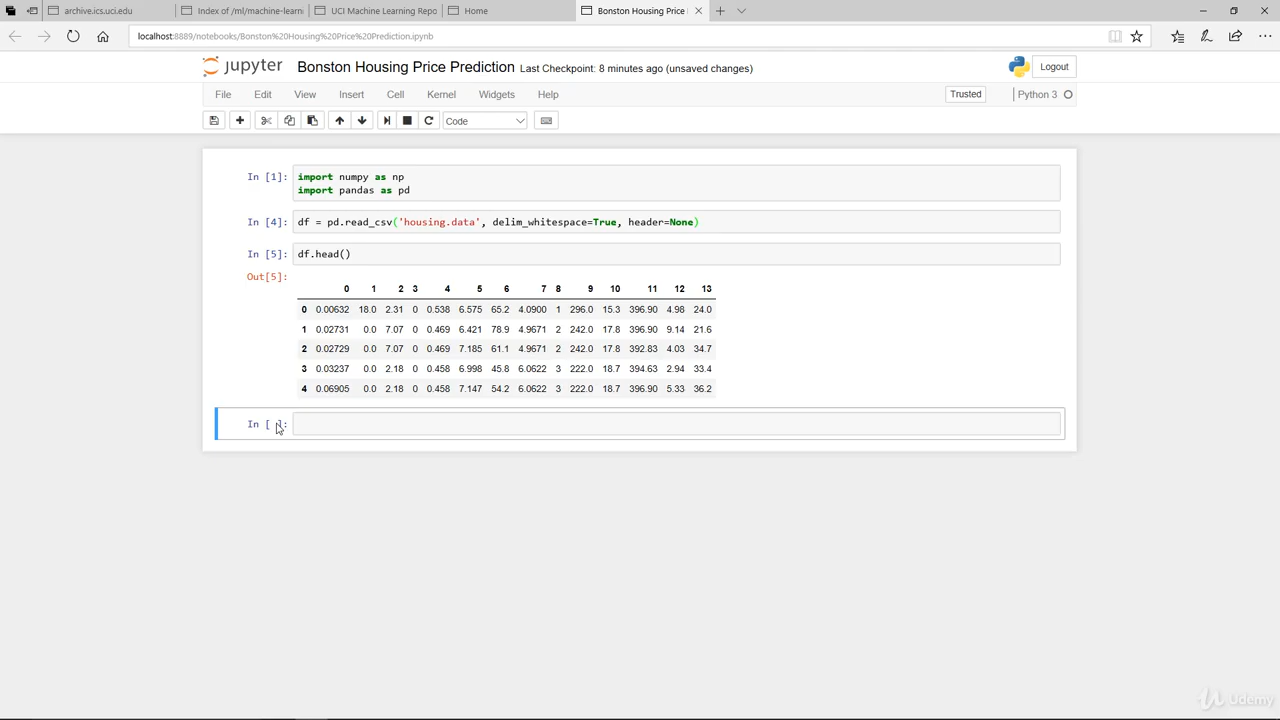 archive.ics.uci.edu
Index of /ml/machine-learni
UCI Machine Learning Repo
Home
Bonston Housing Price I
localhost:8889/notebooks/Bonston%20Housing%20Price%20Prediction.ipynb
jupyter Bonston Housing Price Prediction Last Checkpoint: 8 minutes ago (unsaved changes) Logout
File Edit View Insert Cell Kernel Widgets Help Trusted Python 3
Code
In [1]: import numpy as np
import pandas as pd
In [4]: df = pd.read_csv('housing.data', delim_whitespace=True, header=None)
In [5]: df.head()
Out[5]:
0 1 2 3 4 5 6 7 8 9 10 11 12 13
0 0.00632 18.0 2.31 0 0.538 6.575 65.2 4.0900 1 296.0 15.3 396.90 4.98 24.0
1 0.02731 0.0 7.07 0 0.469 6.421 78.9 4.9671 2 242.0 17.8 396.90 9.14 21.6
2 0.02729 0.0 7.07 0 0.469 7.185 61.1 4.9671 2 242.0 17.8 392.83 4.03 34.7
3 0.03237 0.0 2.18 0 0.458 6.998 45.8 6.0622 3 222.0 18.7 394.63 2.94 33.4
4 0.06905 0.0 2.18 0 0.458 7.147 54.2 6.0622 3 222.0 18.7 396.90 5.33 36.2
In [ ]:
Udemy